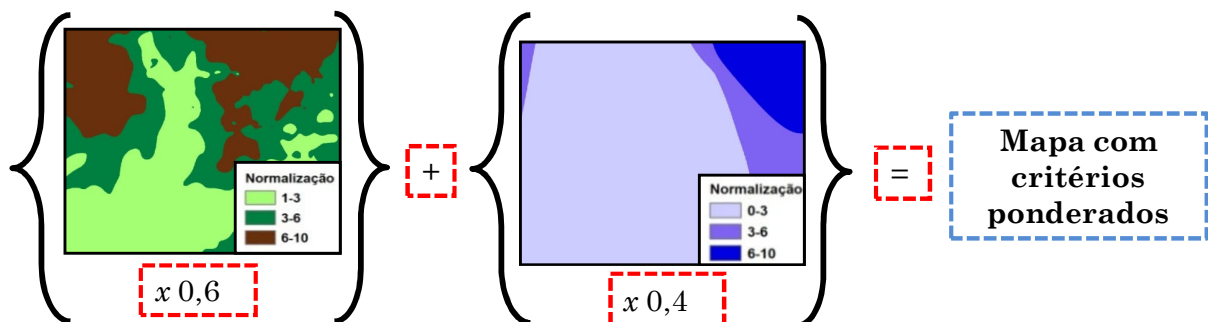 Normalização
1-3
3-6
6-10
x 0,6
+
Normalização
0-3
3-6
6-10
x 0,4
=
Mapa com
critérios
ponderados